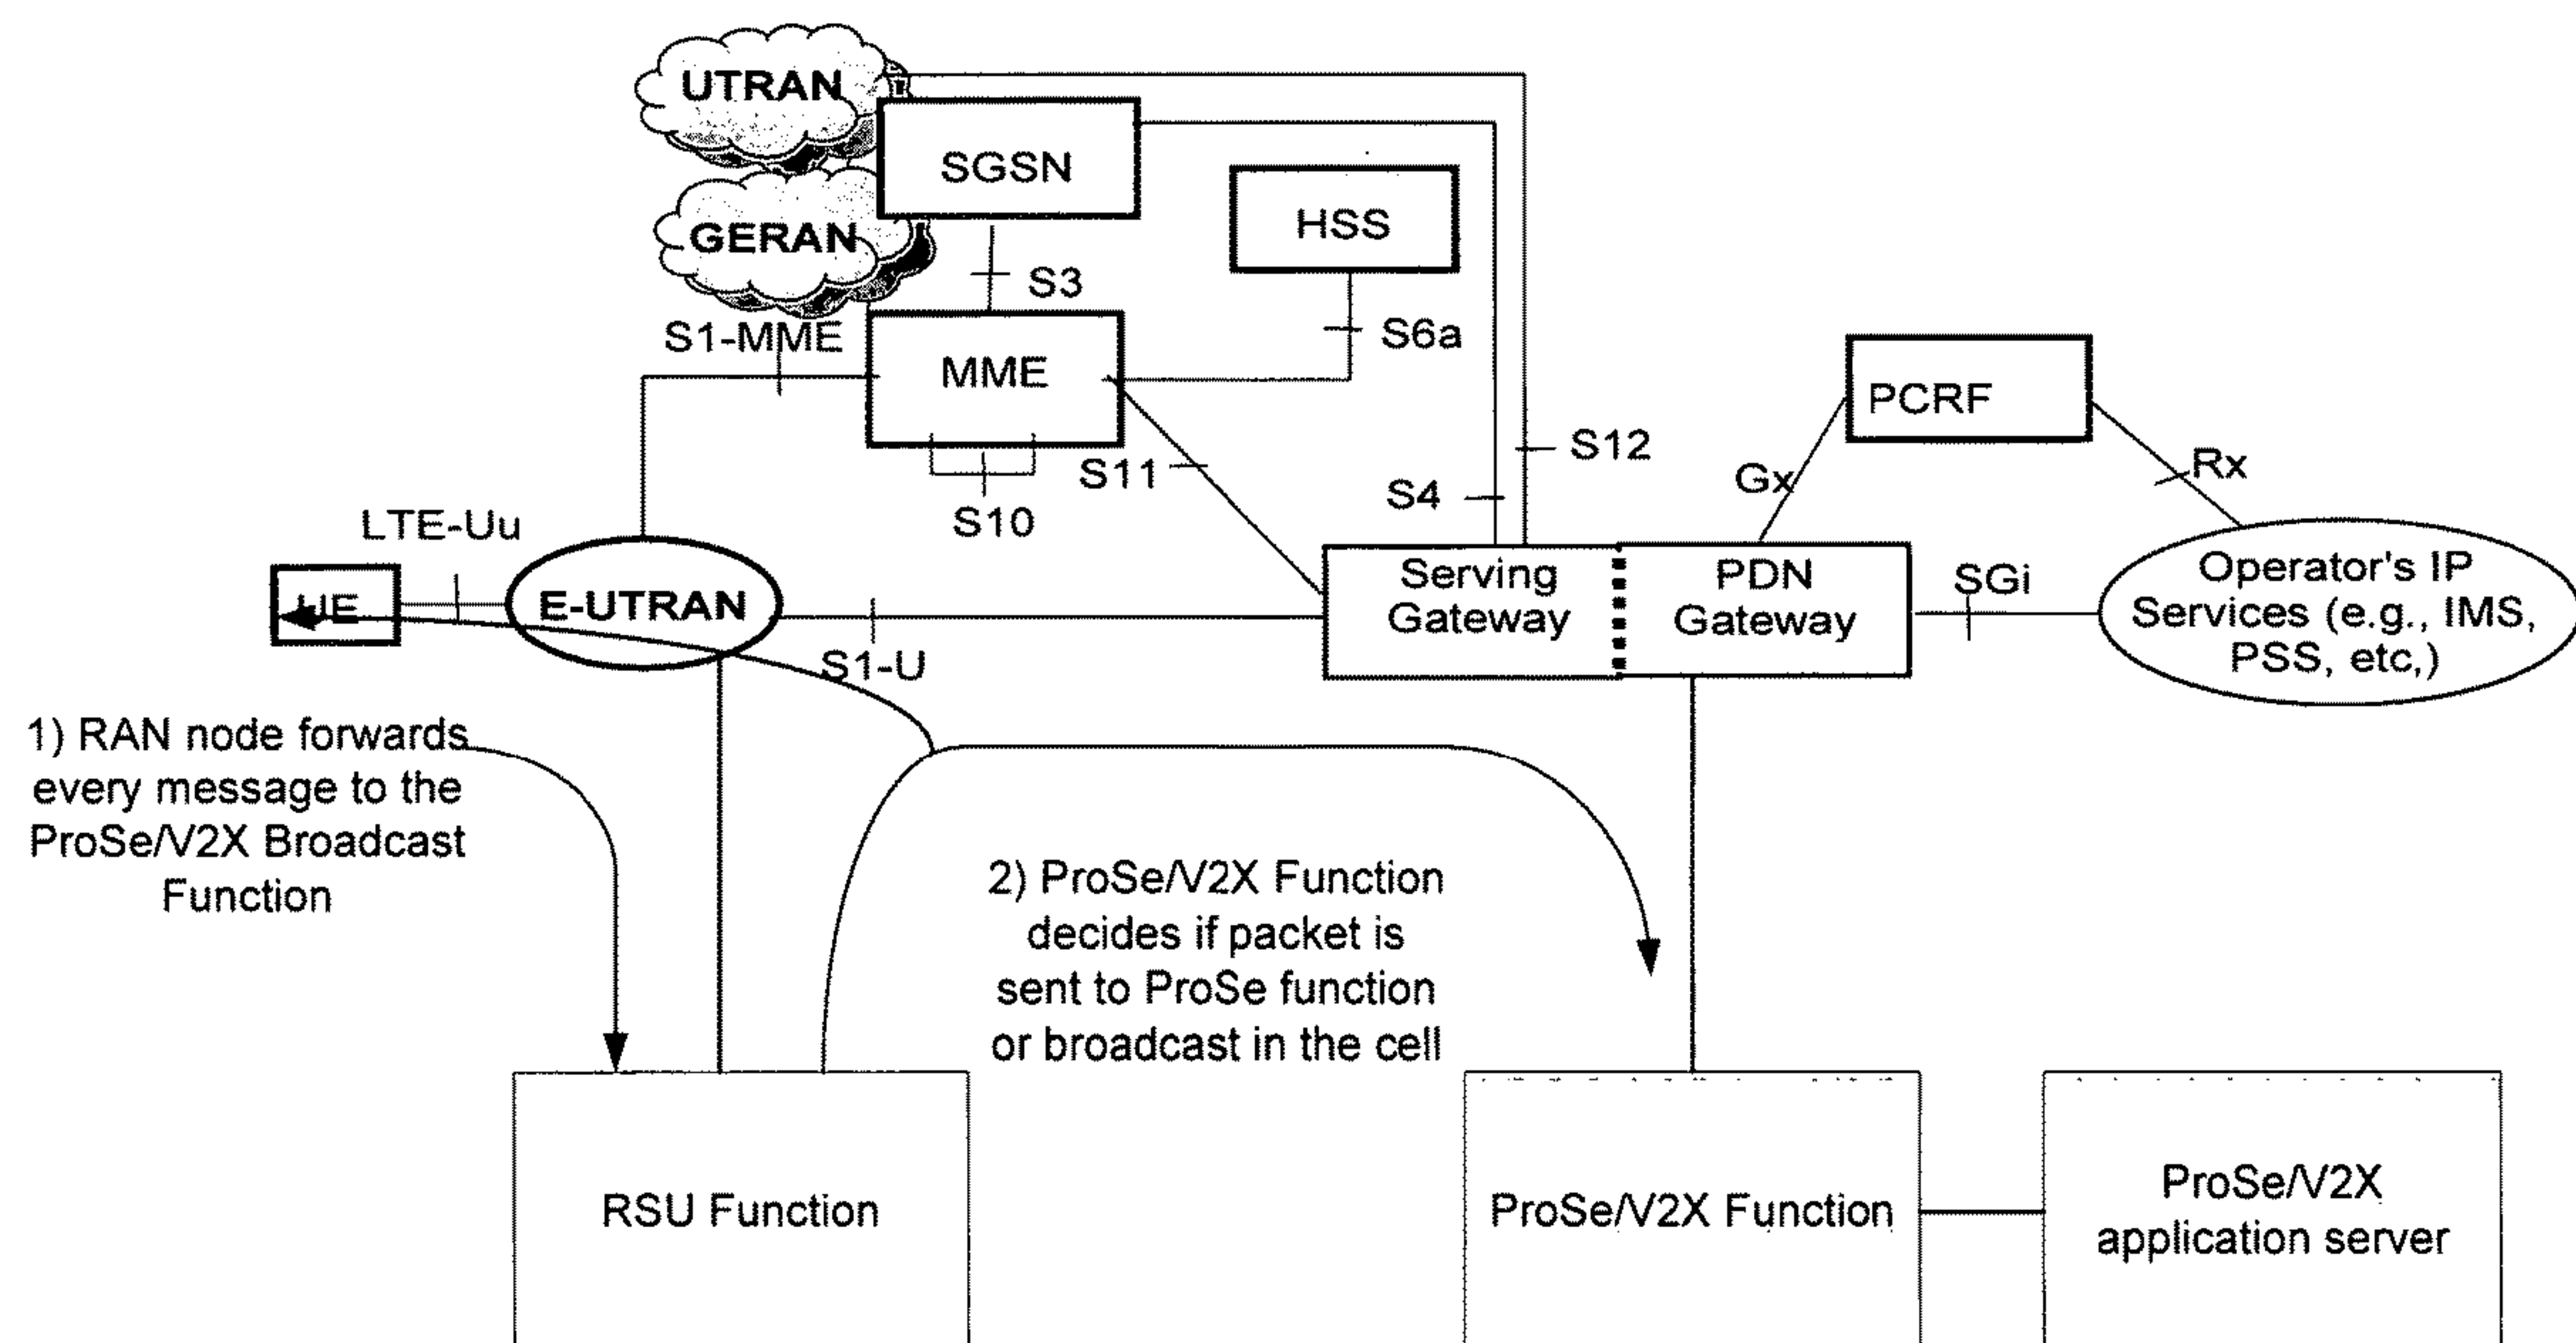 UTRAN
SGSN
HSS
GERAN
S3
S1-MME
S6a
MME
PCRF
S12
S11
Rx
Gx
S4
S10
LTE-Uu
UE
E-UTRAN
Serving
Gateway
PDN
Gateway
SGi
Operator's IP
Services (e.g., IMS,
PSS, etc,)
S1-U
1) RAN node forwards
every message to the
ProSe/V2X Broadcast
Function
2) ProSe/V2X Function
decides if packet is
sent to ProSe function
or broadcast in the cell
RSU Function
ProSe/V2X Function
ProSe/V2X
application server